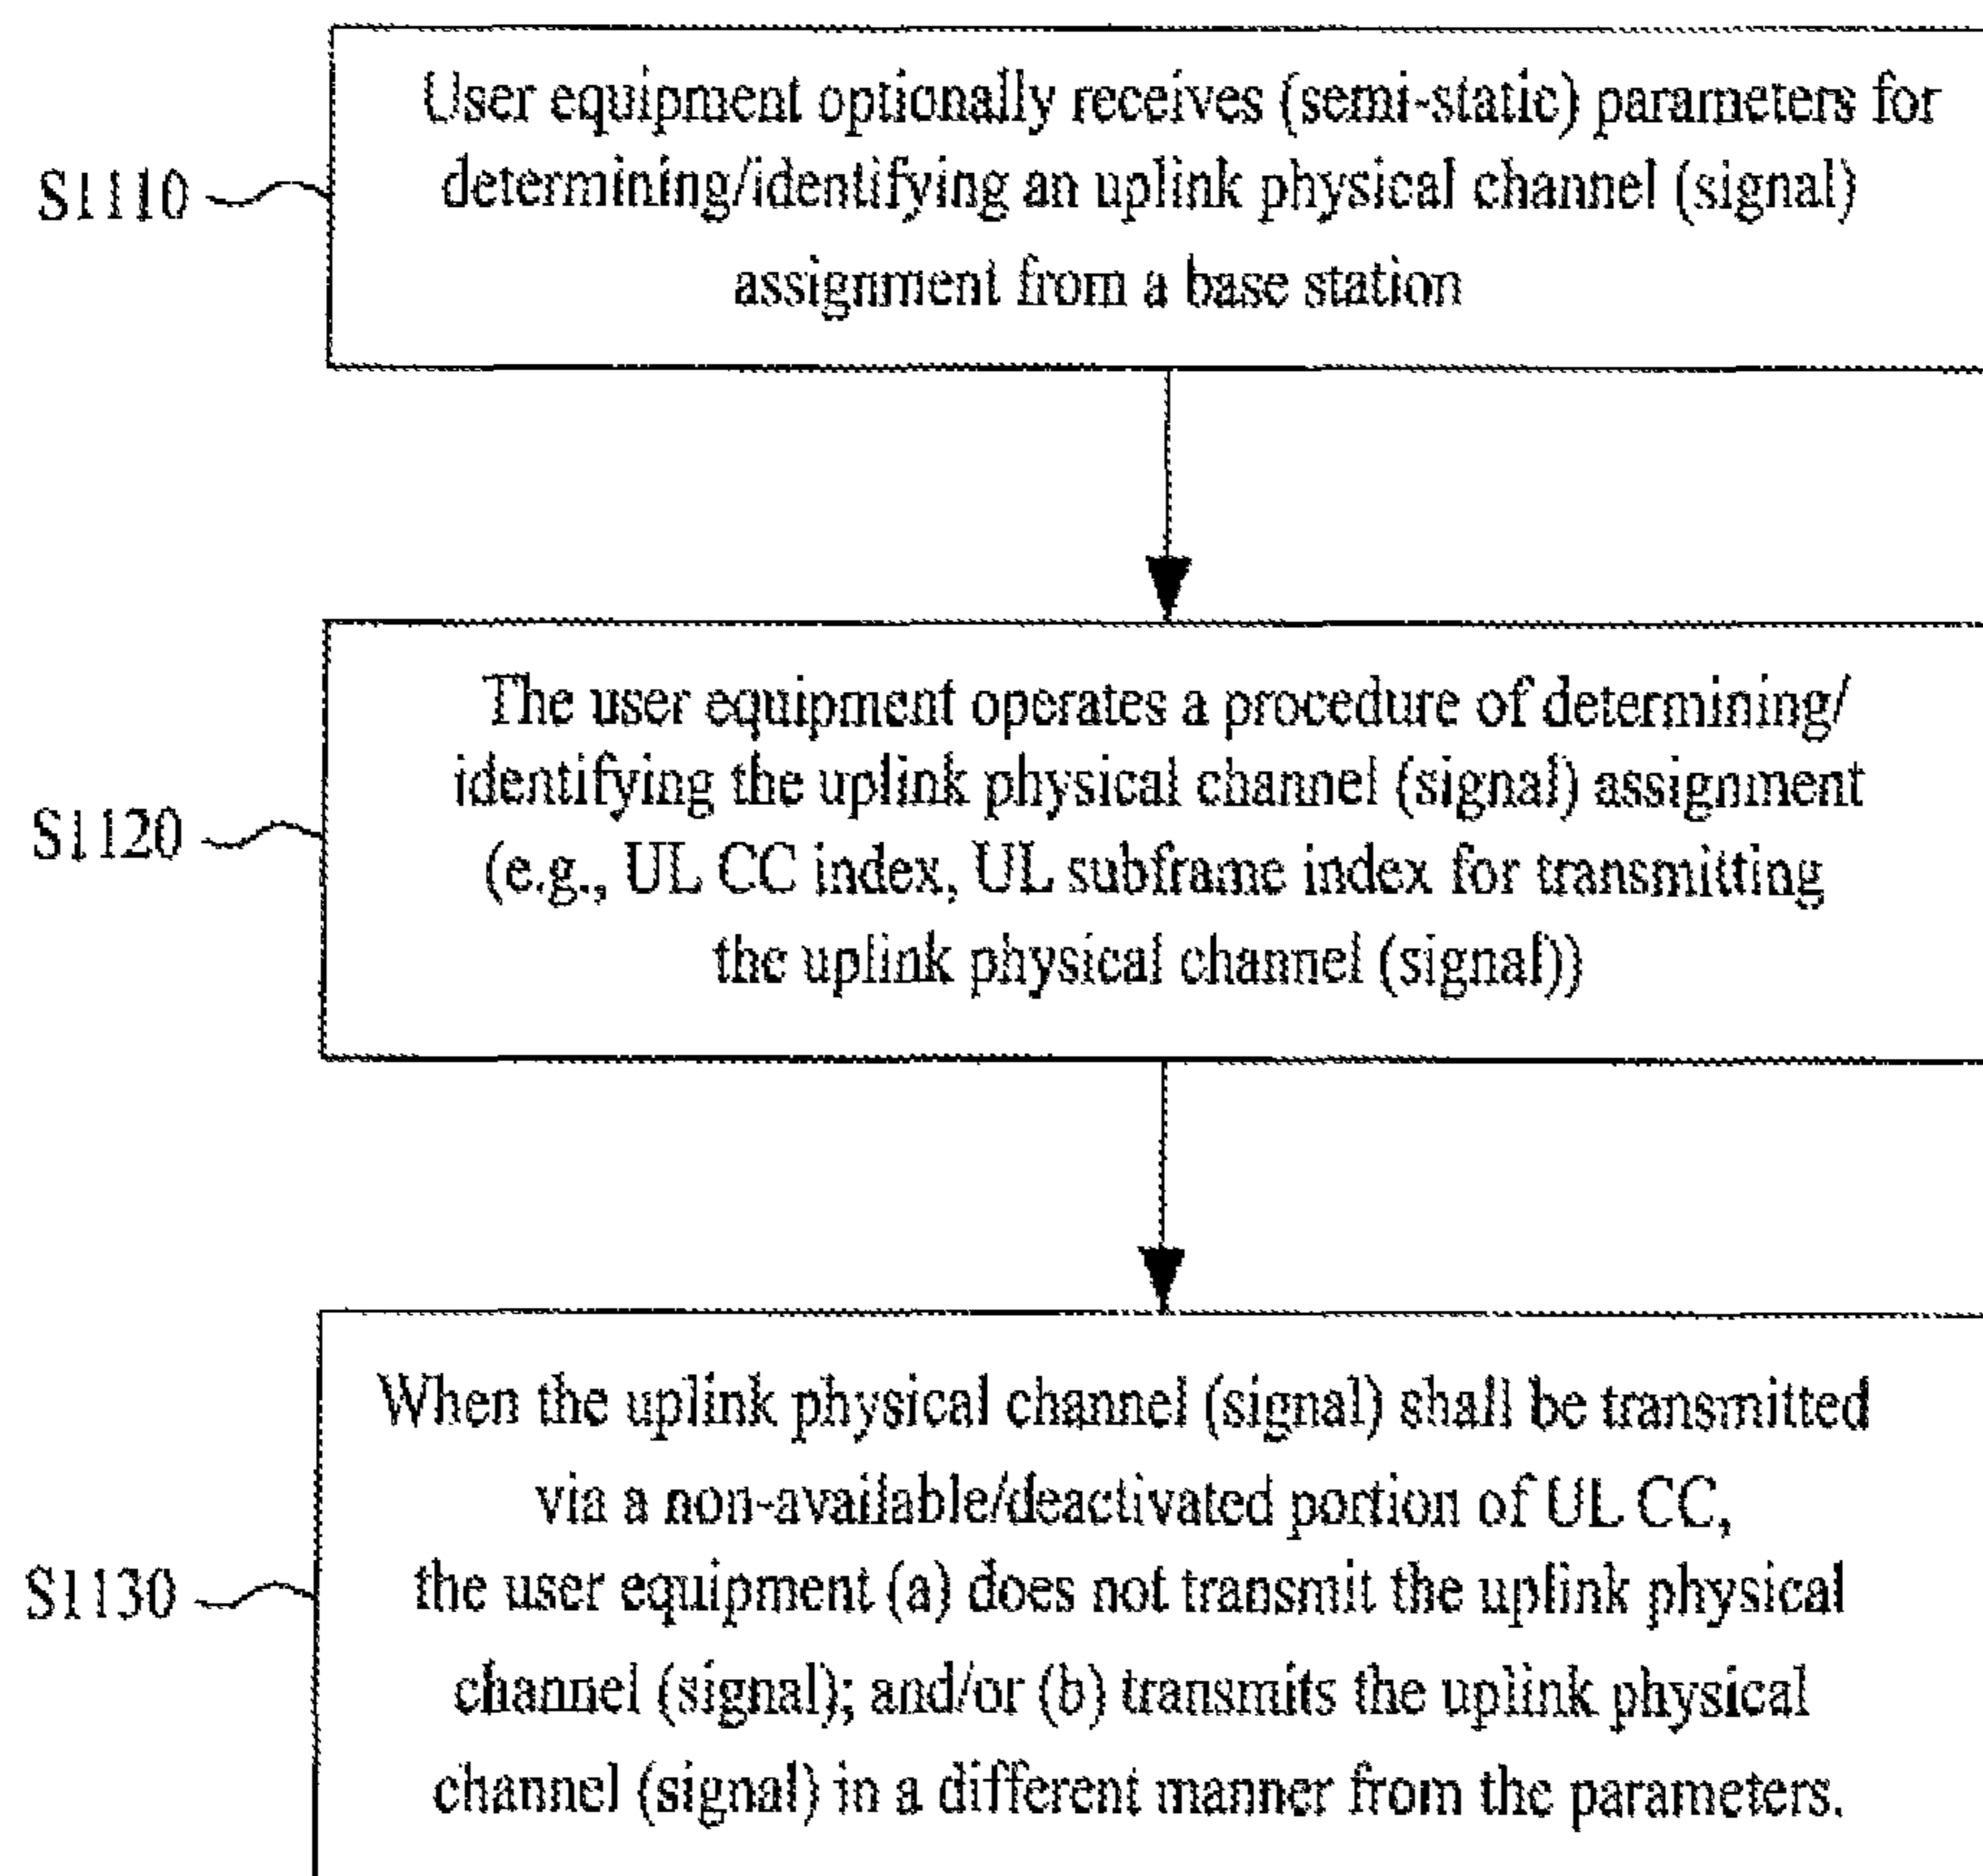 User equipment optionally receives (semi-static) parameters for
determining/identifying an uplink physical channel (signal)
S1110
assignment from a base station
The user equipment operates a procedure of determining/
identifying the uplink physical channel (signal) assignment
S1120
(e.g., UL CC index, UL subframe index for transmitting
the uplink physical channel (signal))
When the uplink physical channel (signal) shall be transmitted
via a non-available/deactivated portion of UL CC,
S1130
the user equipment (a) does not transmit the uplink physical
channel (signal); and/or (b) transmits the uplink physical
channel (signal) in a different manner from the parameters.